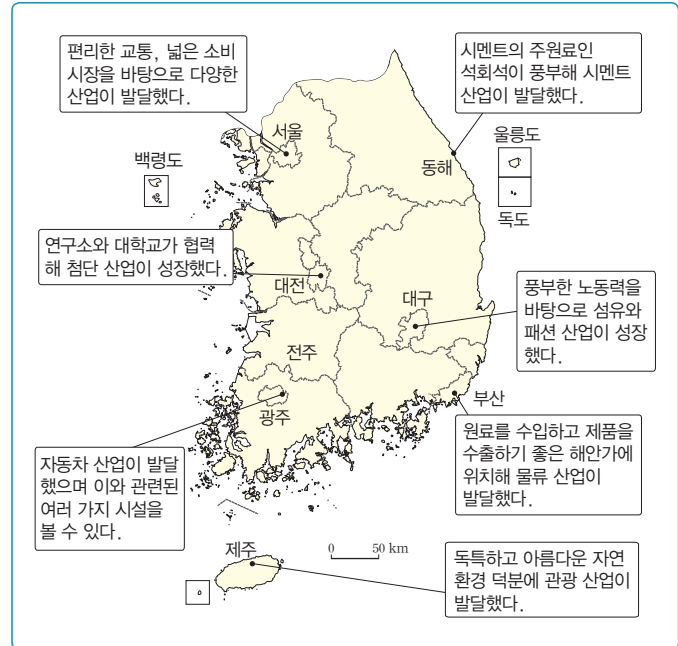 편리한 교통, 넓은 소비
시장을 바탕으로 다양한
산업이 발달했다.
시멘트의 주원료인
석회석이 풍부해 시멘트
산업이 발달했다.
서울
백령도
동해
울릉도
독도
연구소와 대학교가 협력
해 첨단 산업이 성장했다.
대전
대구
풍부한 노동력을
바탕으로 섬유와
패션 산업이 성장
했다.
전주
광주
부산
원료를 수입하고 제품을
수출하기 좋은 해안가에
위치해 물류 산업이
발달했다.
자동차 산업이 발달
했으며 이와 관련된
여러 가지 시설을
볼 수 있다.
제주
0 50 km
독특하고 아름다운 자연
환경 덕분에 관광 산업이
발달했다.